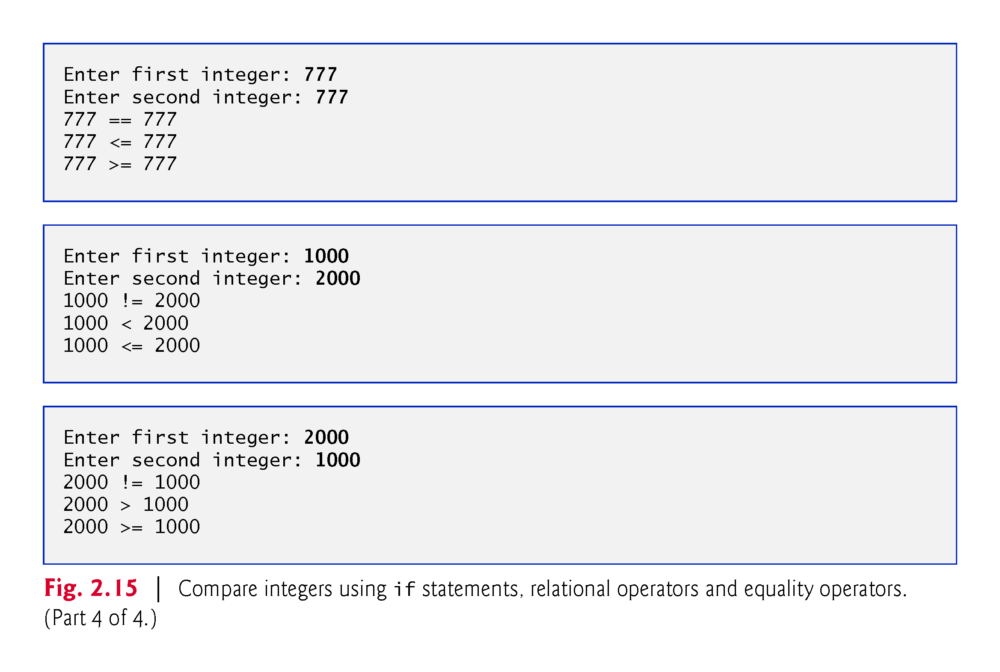 Enter first integer: 777
Enter second integer: 777
777 == 777
777 <= 777
777 >= 777
Enter first integer: 1000
Enter second integer: 2000
1000 != 2000
1000 < 2000
1000 <= 2000
Enter first integer: 2000
Enter second integer: 1000
2000 != 1000
2000 > 1000
2000 >= 1000
Fig. 2.15 | Compare integers using if statements, relational operators and equality operators.
(Part 4 of 4.)